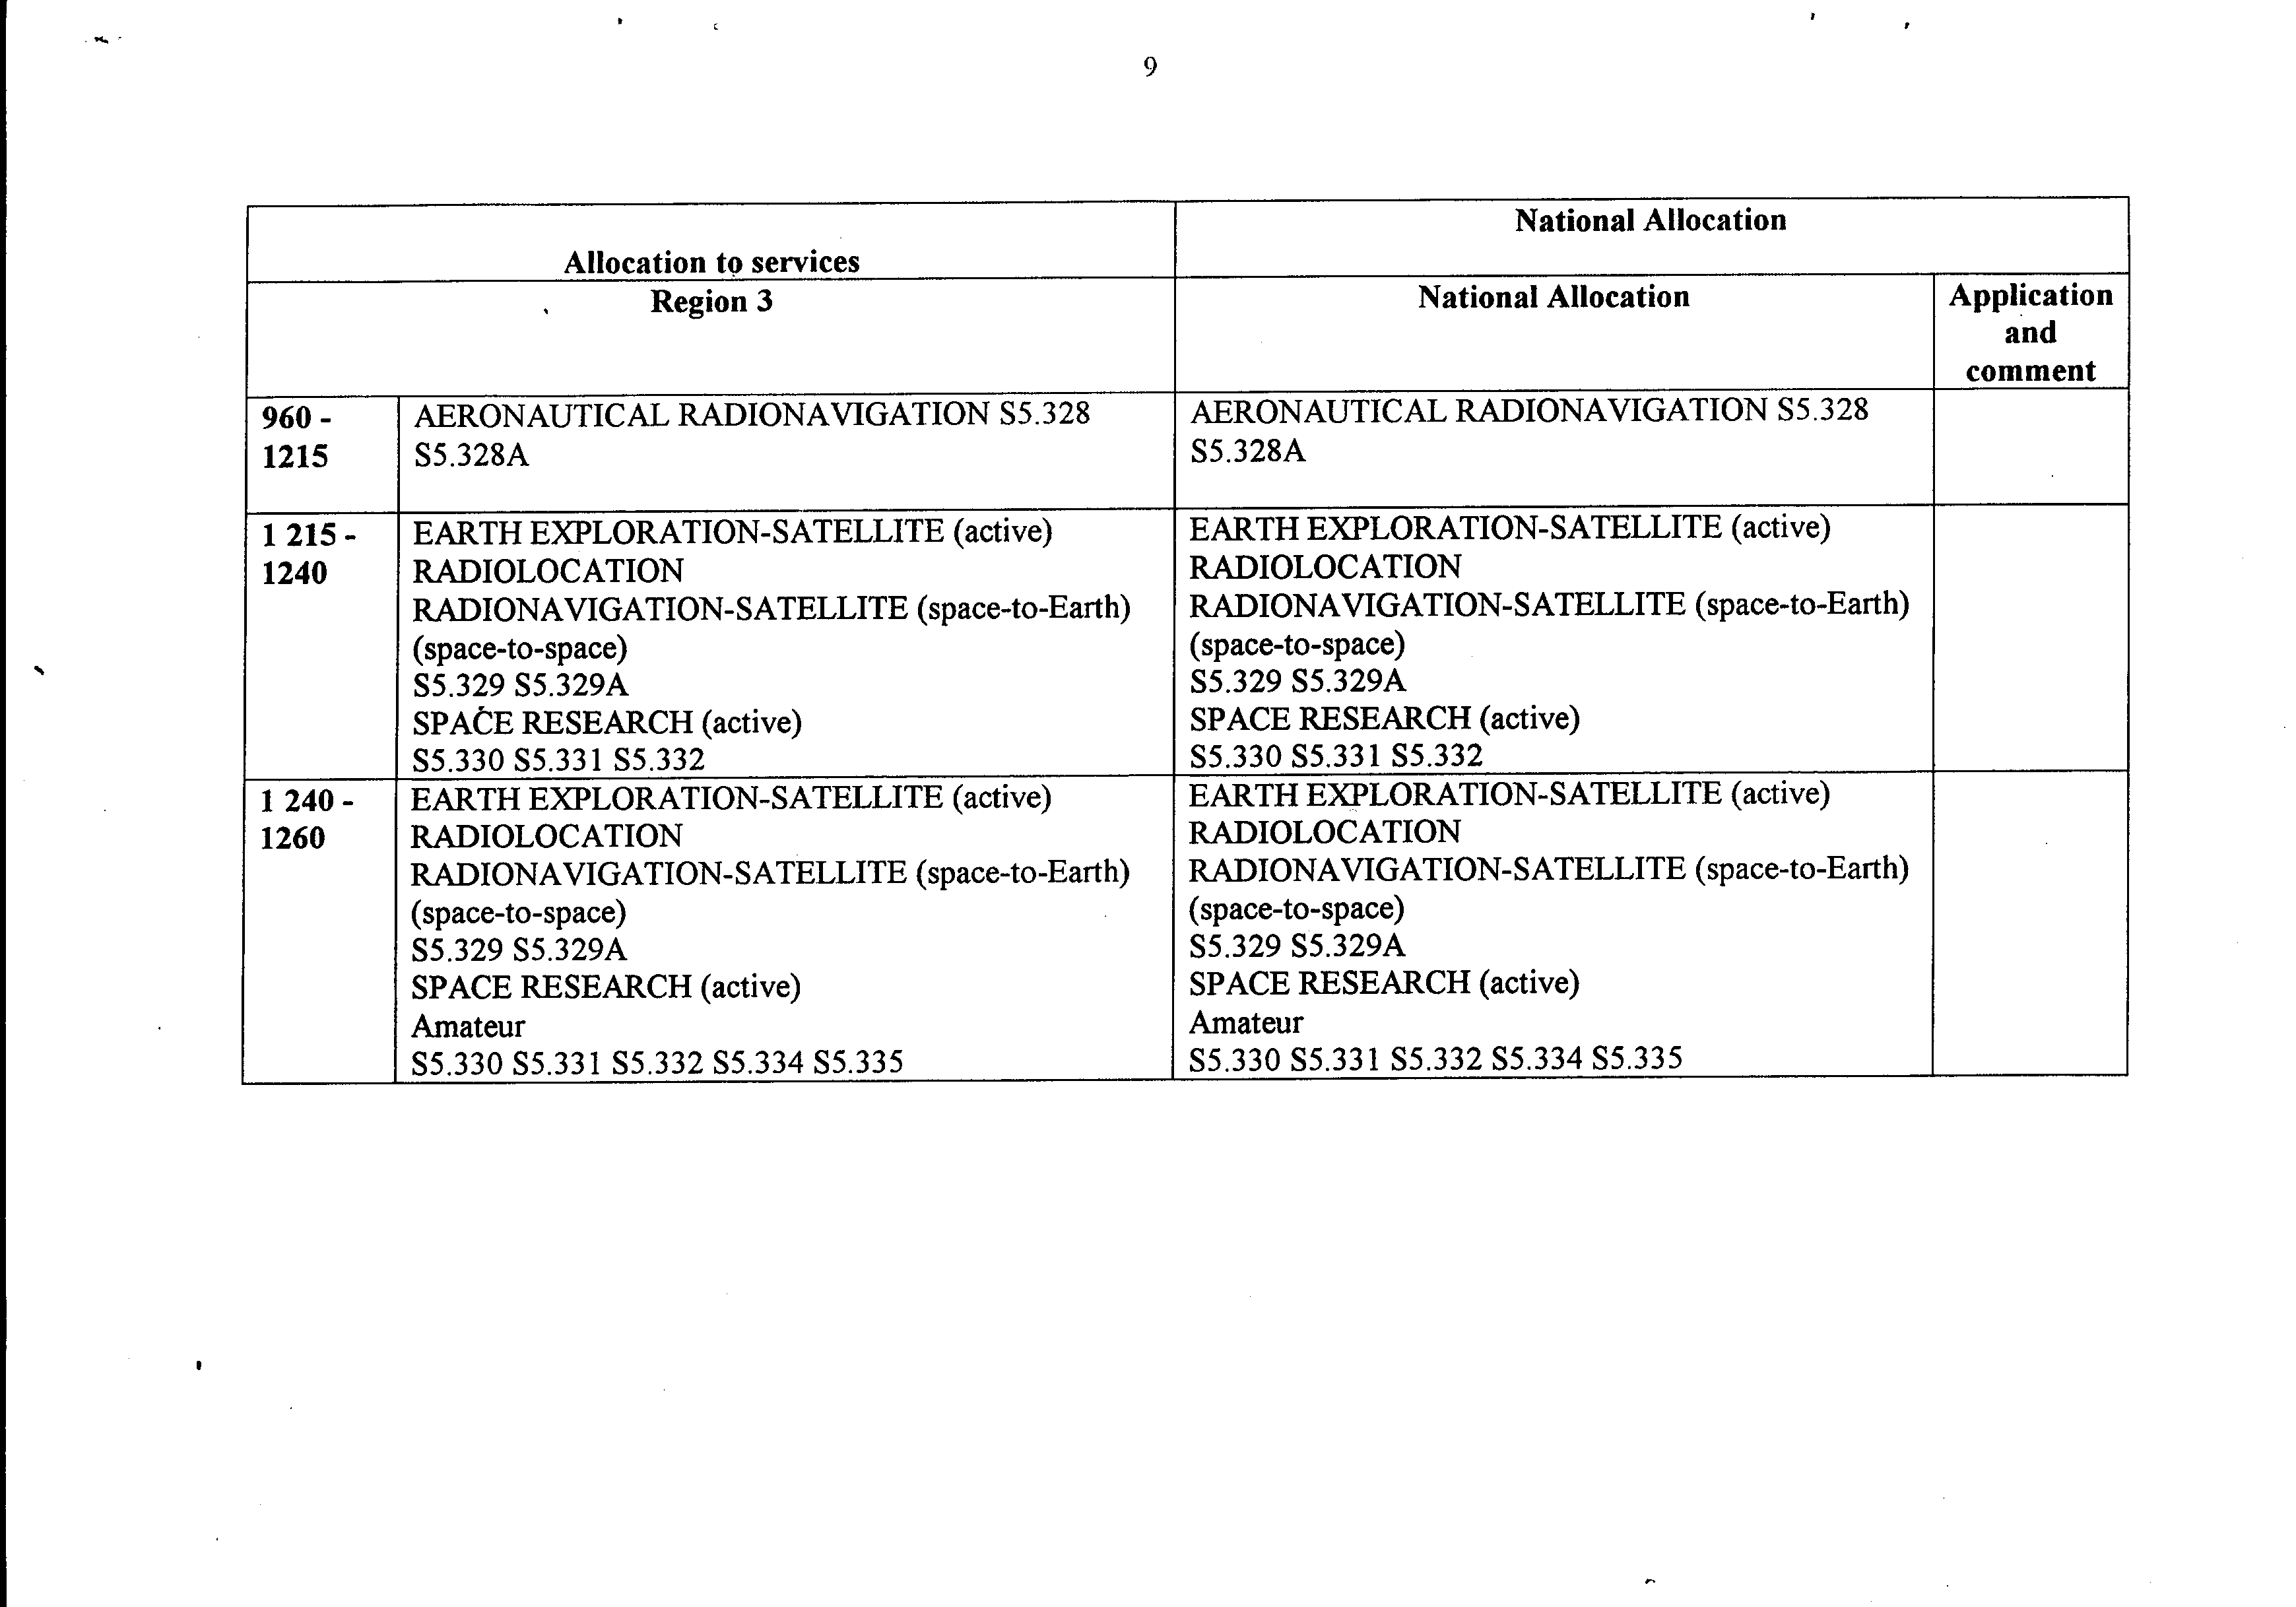 9
National Allocation
Allocation to services
Region 3
National Allocation
Application
and
comment
960 -
1215
AERONAUTICAL RADIONAVIGATION S5.328
S5.328A
AERONAUTICAL RADIONAVIGATION S5.328
S5.328A
1 215 -
1240
EARTH EXPLORATION-SATELLITE (active)
RADIOLOCATION
RADIONAVIGATION-SATELLITE (space-to-Earth)
(space-to-space)
S5.329 S5.329A
SPACE RESEARCH (active)
S5.330 S5.331 S5.332
EARTH EXPLORATION-SATELLITE (active)
RADIOLOCATION
RADIONAVIGATION-SATELLITE (space-to-Earth)
(space-to-space)
S5.329 S5.329A
SPACE RESEARCH (active)
S5.330 S5.331 S5.332
1 240 -
1260
EARTH EXPLORATION-SATELLITE (active)
RADIOLOCATION
RADIONAVIGATION-SATELLITE (space-to-Earth)
(space-to-space)
S5.329 S5.329A
SPACE RESEARCH (active)
Amateur
S5.330 S5.331 S5.332 S5.334 S5.335
EARTH EXPLORATION-SATELLITE (active)
RADIOLOCATION
RADIONAVIGATION-SATELLITE (space-to-Earth)
(space-to-space)
S5.329 S5.329A
SPACE RESEARCH (active)
Amateur
S5.330 S5.331 S5.332 S5.334 S5.335